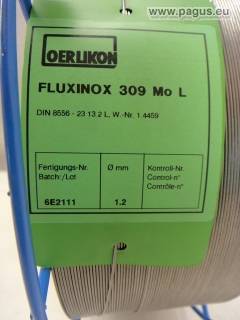 www.pagus.eu
OERLIKON
FLUXINOX 309 Mo L
DIN 8556 - 23 13 2 L, W.-Nr. 1.4459
Fertigungs-Nr. Ø mm Kontroll-Nr.
Batch-/Lot Control-n°
Contrôle-n°
6E2111 1.2